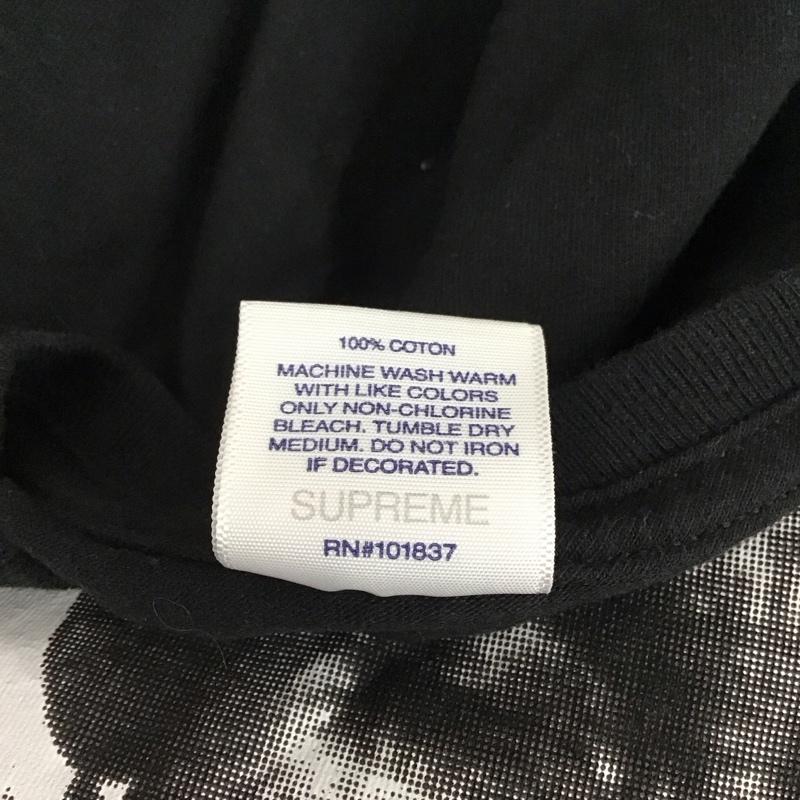 100% COTON
MACHINE WASH WARM
WITH LIKE COLORS
ONLY NON-CHLORINE
BLEACH. TUMBLE DRY
MEDIUM. DO NOT IRON
IF DECORATED.
SUPREME
RN#101837